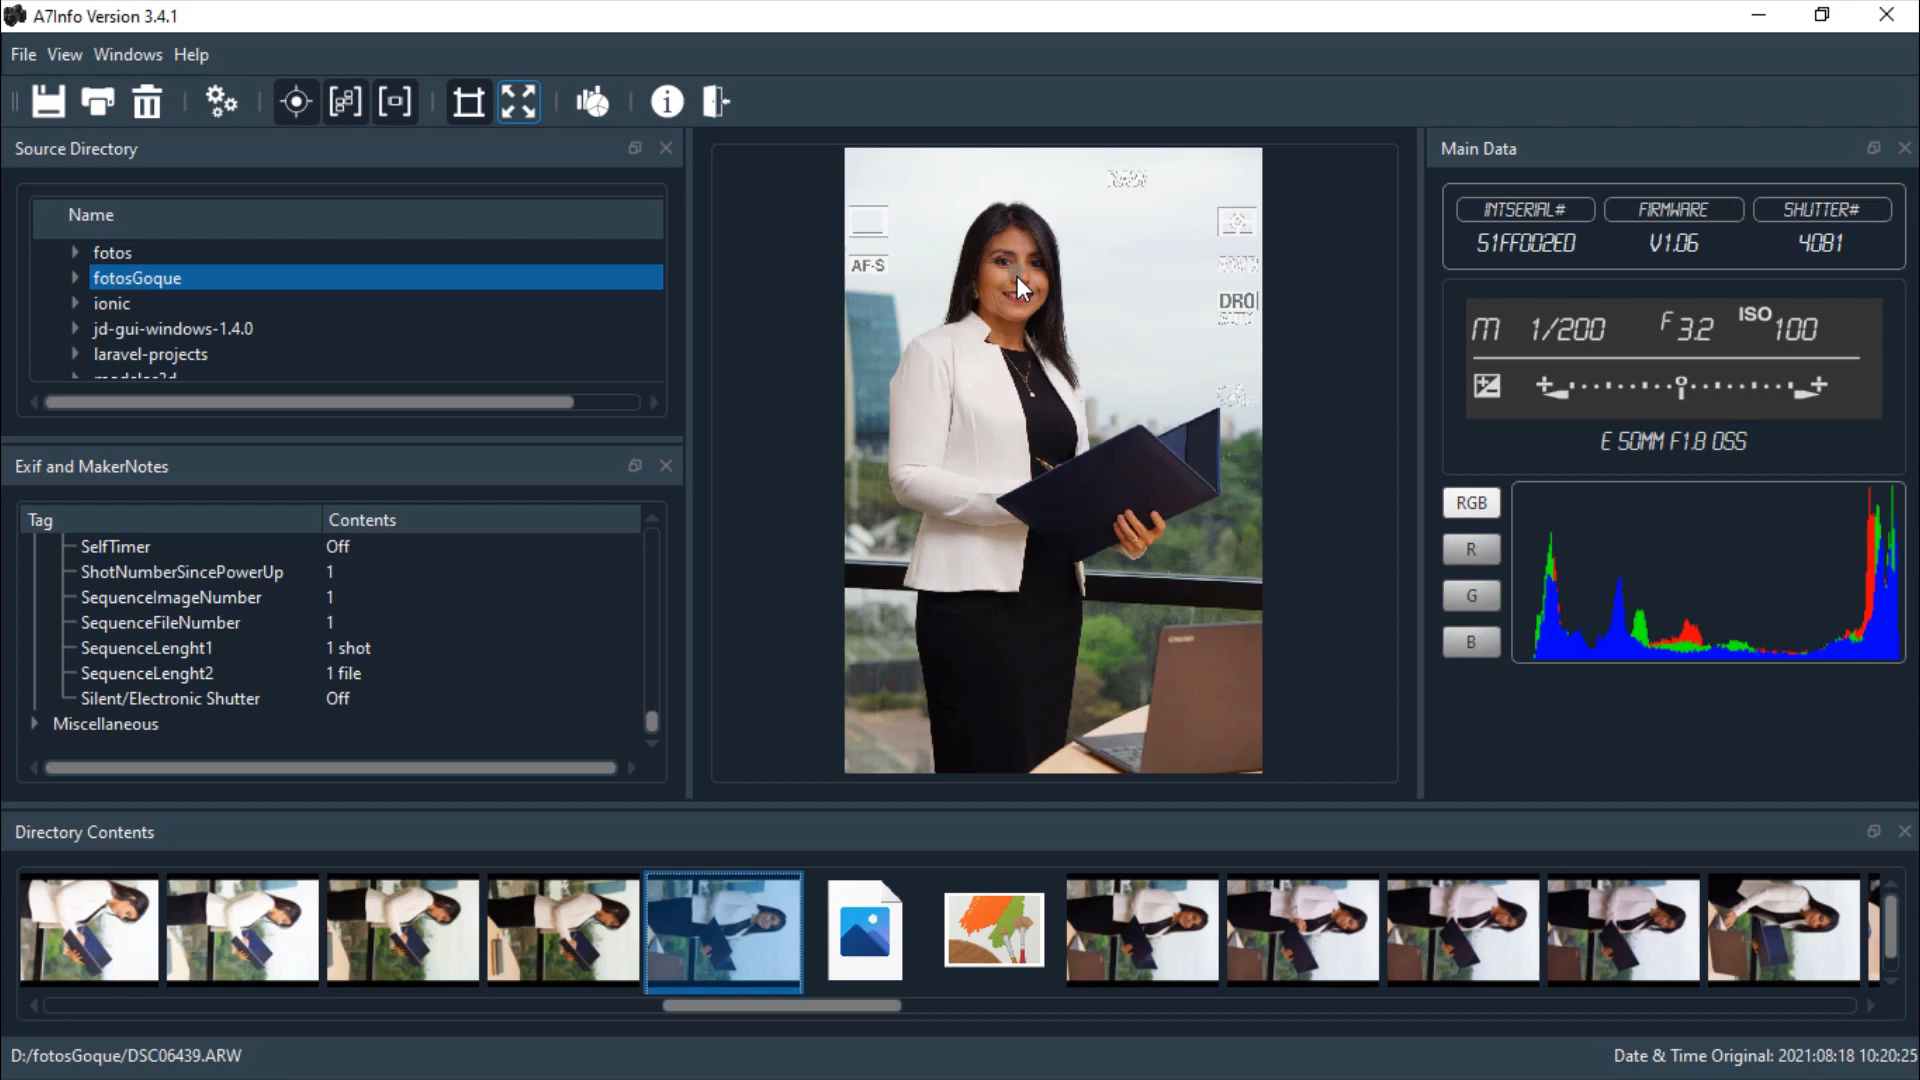 A7Info Version 3.4.1
File View Windows Help
Source Directory
Name
fotos
fotosGoque
ionic
jd-gui-windows-1.4.0
laravel-projects
Exif and MakerNotes
Tag Contents
SelfTimer Off
ShotNumberSincePowerUp 1
SequenceImageNumber 1
SequenceFileNumber 1
SequenceLenght1 1 shot
SequenceLenght2 1 file
Silent/Electronic Shutter Off
Miscellaneous
RAW
AF-S
DRO
AUTO
Main Data
INTSERIAL# FIRMWARE SHUTTER#
51FF002ED V1.06 4081
M 1/200 F 3.2 ISO 100
E 50MM F1.8 OSS
RGB
R
G
B
Directory Contents
D:/fotosGoque/DSC06439.ARW
Date & Time Original: 2021:08:18 10:20:25